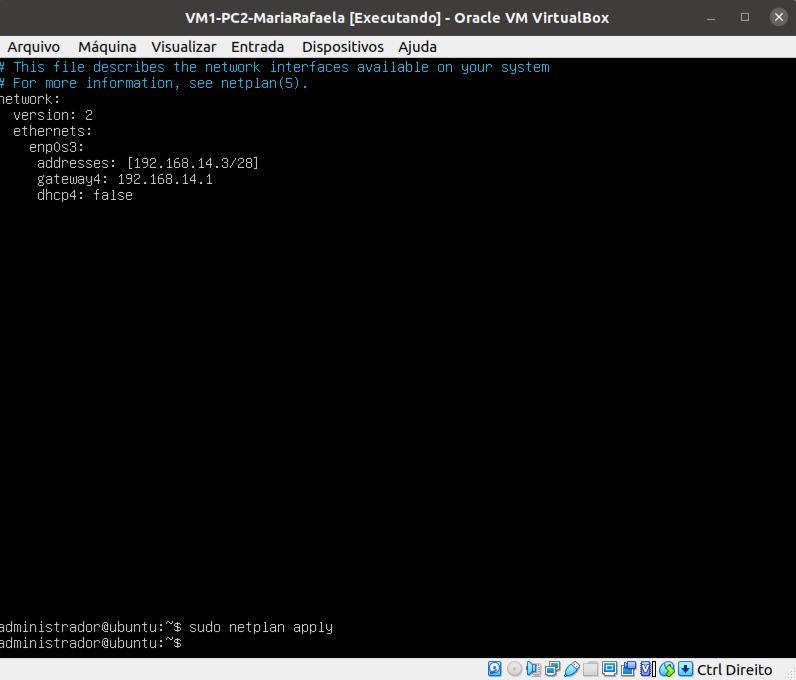 VM1-PC2-MariaRafaela [Executando] - Oracle VM VirtualBox
Arquivo Máquina Visualizar Entrada Dispositivos Ajuda
# This file describes the network interfaces available on your system
# For more information, see netplan(5).
network:
  version: 2
  ethernets:
    enp0s3:
     addresses: [192.168.14.3/28]
     gateway4: 192.168.14.1
     dhcp4: false
administrador@ubuntu:~$ sudo netplan apply
administrador@ubuntu:~$
Ctrl Direito